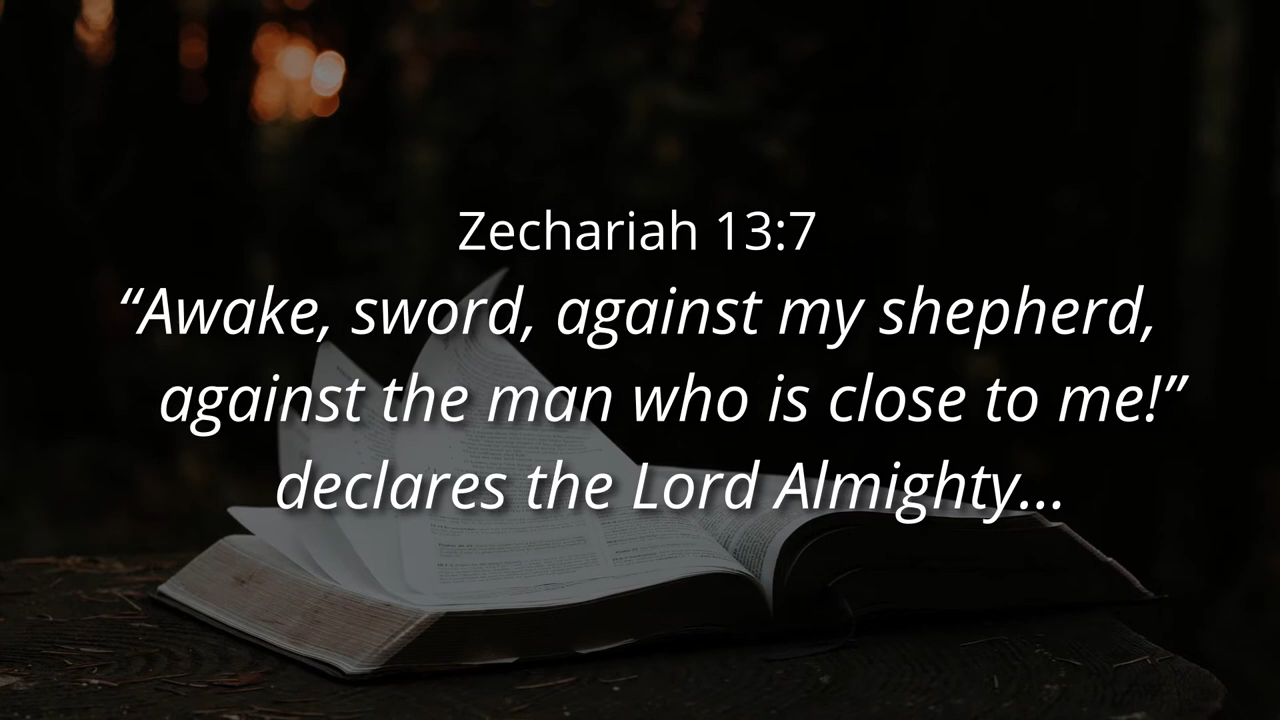 Zechariah 13:7
“Awake, sword, against my shepherd,
against the man who is close to me!”
declares the Lord Almighty...